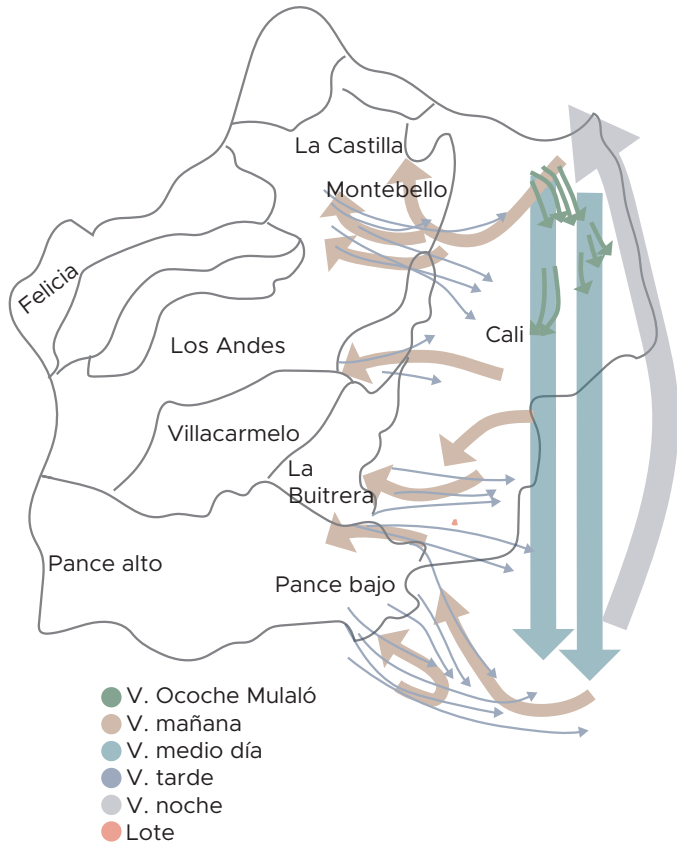 La Castilla
Montebello
Felicia
Cali
Los Andes
Villacarmelo
La
Buitrera
Pance alto
Pance bajo
V. Ocoche Mulaló
V. mañana
V. medio día
V. tarde
V. noche
Lote